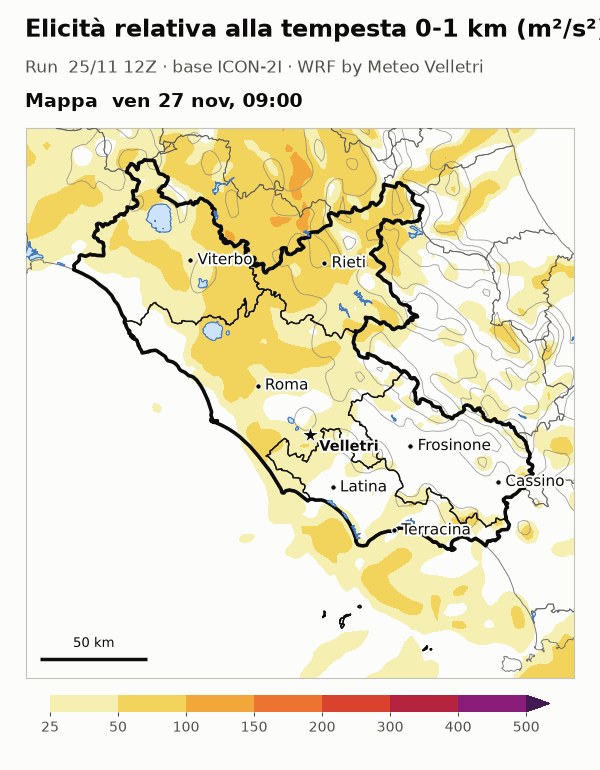 Elicità relativa alla tempesta 0-1 km (m²/s²)
Run  25/11 12Z · base ICON-2I · WRF by Meteo Velletri
Mappa  ven 27 nov, 09:00
Viterbo
Rieti
Roma
Velletri
Frosinone
Cassino
Latina
Terracina
50 km
25 50 100 150 200 300 400 500